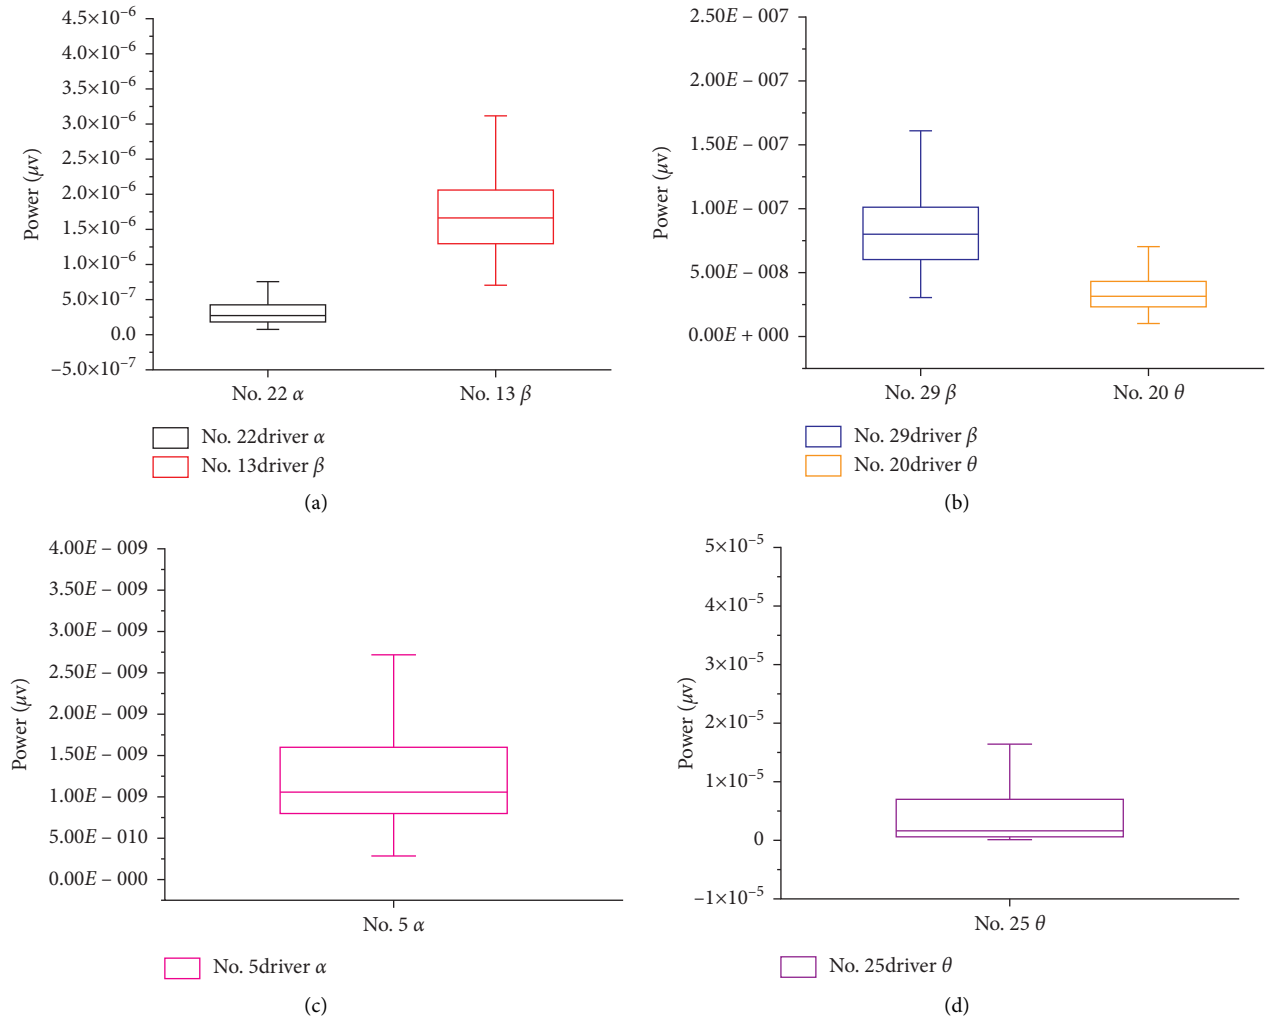 4.5×10⁻⁶
4.0×10⁻⁶
3.5×10⁻⁶
3.0×10⁻⁶
2.5×10⁻⁶
2.0×10⁻⁶
1.5×10⁻⁶
1.0×10⁻⁶
5.0×10⁻⁷
0.0
–5.0×10⁻⁷
Power (μv)
No. 22 α
No. 13 β
No. 22driver α
No. 13driver β
(a)
2.50E – 007
2.00E – 007
1.50E – 007
1.00E – 007
5.00E – 008
0.00E + 000
Power (μv)
No. 29 β
No. 20 θ
No. 29driver β
No. 20driver θ
(b)
4.00E – 009
3.50E – 009
3.00E – 009
2.50E – 009
2.00E – 009
1.50E – 009
1.00E – 009
5.00E – 010
0.00E – 000
Power (μv)
No. 5 α
No. 5driver α
(c)
5×10⁻⁵
4×10⁻⁵
3×10⁻⁵
2×10⁻⁵
1×10⁻⁵
0
–1×10⁻⁵
Power (μv)
No. 25 θ
No. 25driver θ
(d)